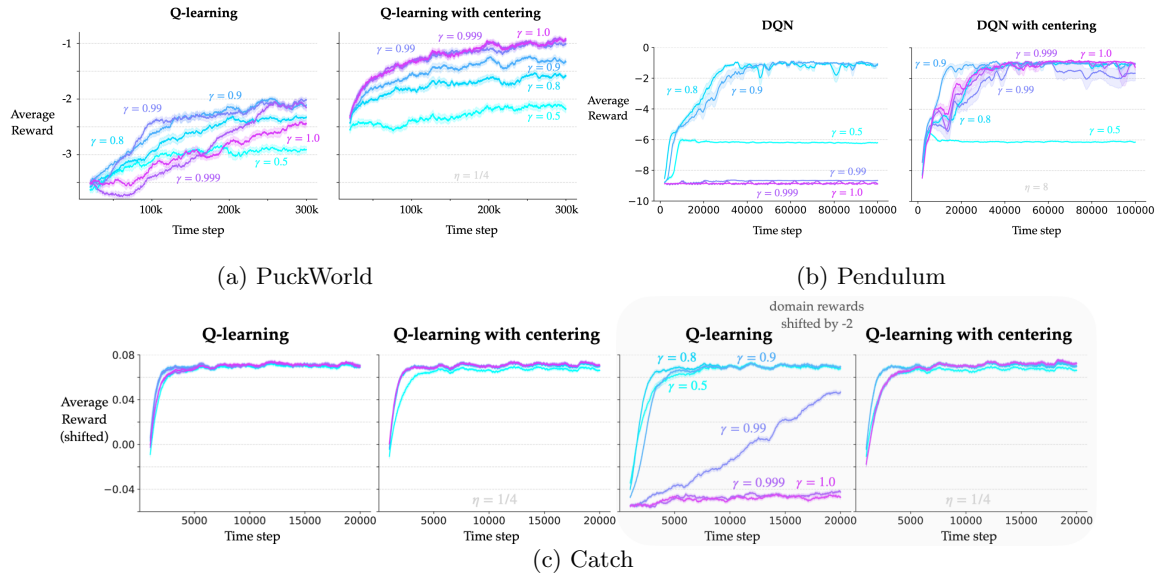 Q-learning
Q-learning with centering
Average
Reward
-1
-2
-3
γ = 0.99
γ = 0.9
γ = 0.8
γ = 1.0
γ = 0.5
γ = 0.999
100k
200k
300k
Time step
γ = 0.99
γ = 0.999
γ = 1.0
γ = 0.9
γ = 0.8
γ = 0.5
η = 1/4
100k
200k
300k
Time step
(a) PuckWorld
DQN
DQN with centering
Average
Reward
0
−2
−4
−6
−8
−10
γ = 0.8
γ = 0.9
γ = 0.5
γ = 0.99
γ = 0.999
γ = 1.0
0
20000
40000
60000
80000
100000
Time step
γ = 0.9
γ = 0.999
γ = 1.0
γ = 0.99
γ = 0.8
γ = 0.5
η = 8
0
20000
40000
60000
80000
100000
Time step
(b) Pendulum
domain rewards
shifted by -2
Q-learning
Q-learning with centering
Q-learning
Q-learning with centering
Average
Reward
(shifted)
0.08
0.04
0.00
−0.04
5000
10000
15000
20000
Time step
η = 1/4
5000
10000
15000
20000
Time step
γ = 0.8
γ = 0.9
γ = 0.5
γ = 0.99
γ = 0.999
γ = 1.0
5000
10000
15000
20000
Time step
η = 1/4
5000
10000
15000
20000
Time step
(c) Catch